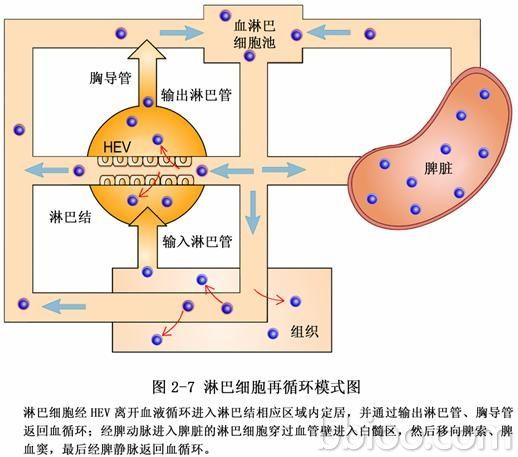 血淋巴
细胞池
胸导管
输出淋巴管
HEV
脾脏
淋巴结
输入淋巴管
组织
图 2-7 淋巴细胞再循环模式图
淋巴细胞经 HEV 离开血液循环进入淋巴结相应区域内定居，并通过输出淋巴管、胸导管
返回血循环；经脾动脉进入脾脏的淋巴细胞穿过血管壁进入白髓区，然后移向脾索、脾
血窦，最后经脾静脉返回血循环。